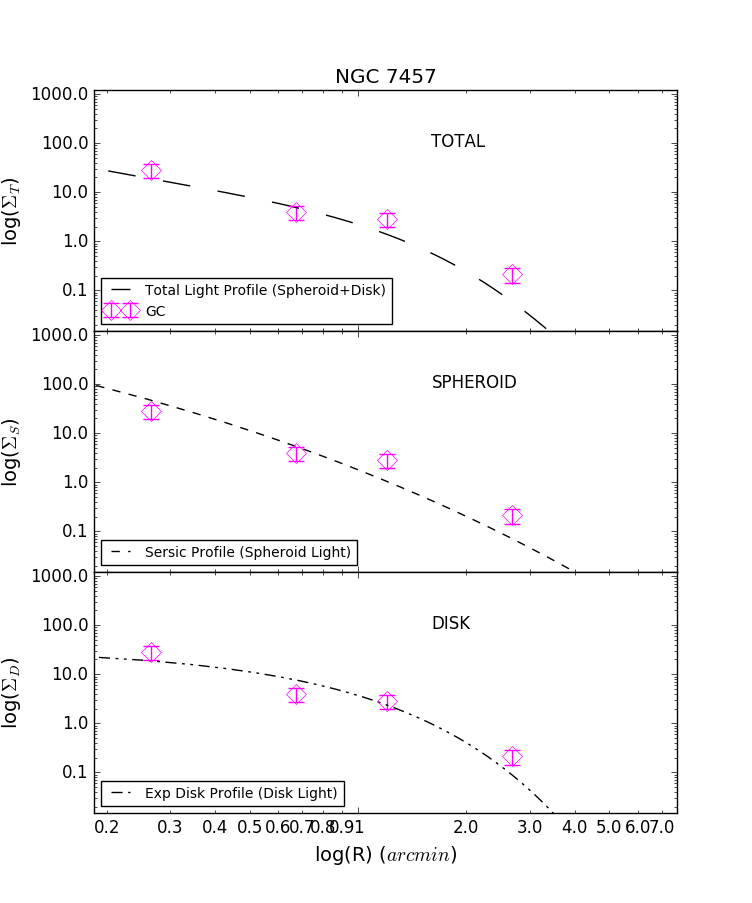 NGC 7457
1000.0
100.0
10.0
1.0
0.1
log(Σ_T)
TOTAL
Total Light Profile (Spheroid+Disk)
GC
1000.0
100.0
10.0
1.0
0.1
log(Σ_S)
SPHEROID
Sersic Profile (Spheroid Light)
1000.0
100.0
10.0
1.0
0.1
log(Σ_D)
DISK
Exp Disk Profile (Disk Light)
0.2 0.3 0.4 0.5 0.6 0.7 0.8 0.9 1 2.0 3.0 4.0 5.0 6.0 7.0
log(R) (arcmin)